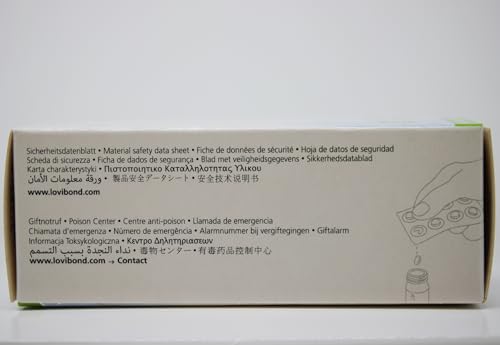 Sicherheitsdatenblatt • Material safety data sheet • Fiche de données de sécurité • Hoja de datos de seguridad
Scheda di sicurezza • Ficha de dados de segurança • Blad met veiligheidsgegevens • Sikkerhedsdatablad
Karta charakterystyki • Πιστοποιητικο Καταλληλοτητας Υλικου
ورقة معلومات الأمان • 製品安全データシート • 安全技术说明书
www.lovibond.com
Giftnotruf • Poison Center • Centre anti-poison • Llamada de emergencia
Chiamata d'emergenza • Número de emergência • Alarmnummer bij vergiftegingen • Giftalarm
Informacja Toksykologiczna • Κεντρο Δηλητηριασεων
نداء النجدة بسبب التسمم • 毒物センター • 有毒药品控制中心
www.lovibond.com → Contact